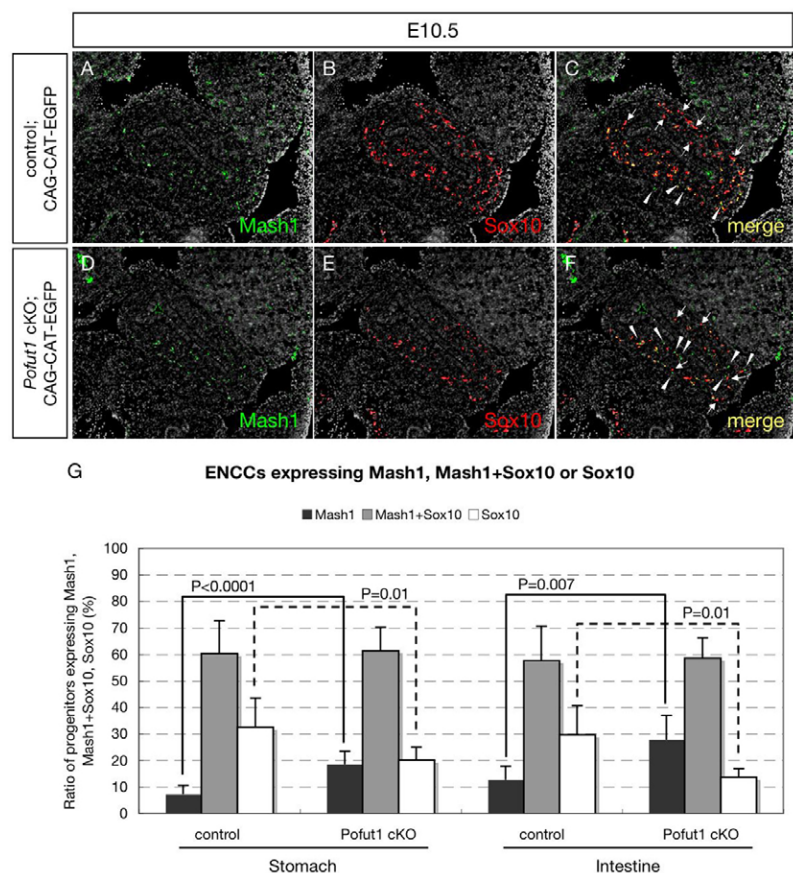 E10.5
control;
CAG-CAT-EGFP
A
Mash1
B
Sox10
C
merge
Pofut1 cKO;
CAG-CAT-EGFP
D
Mash1
E
Sox10
F
merge
G
ENCCs expressing Mash1, Mash1+Sox10 or Sox10
Mash1
Mash1+Sox10
Sox10
Ratio of progenitors expressing Mash1,
Mash1+Sox10, Sox10 (%)
100
90
80
70
60
50
40
30
20
10
0
P<0.0001
P=0.01
P=0.007
P=0.01
control
Pofut1 cKO
control
Pofut1 cKO
Stomach
Intestine